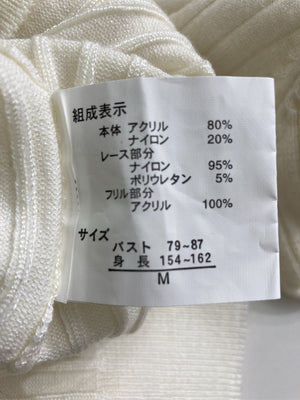 組成表示
本体 アクリル 80%
ナイロン 20%
レース部分
ナイロン 95%
ポリウレタン 5%
フリル部分
アクリル 100%
サイズ
バスト 79~87
身長 154~162
M